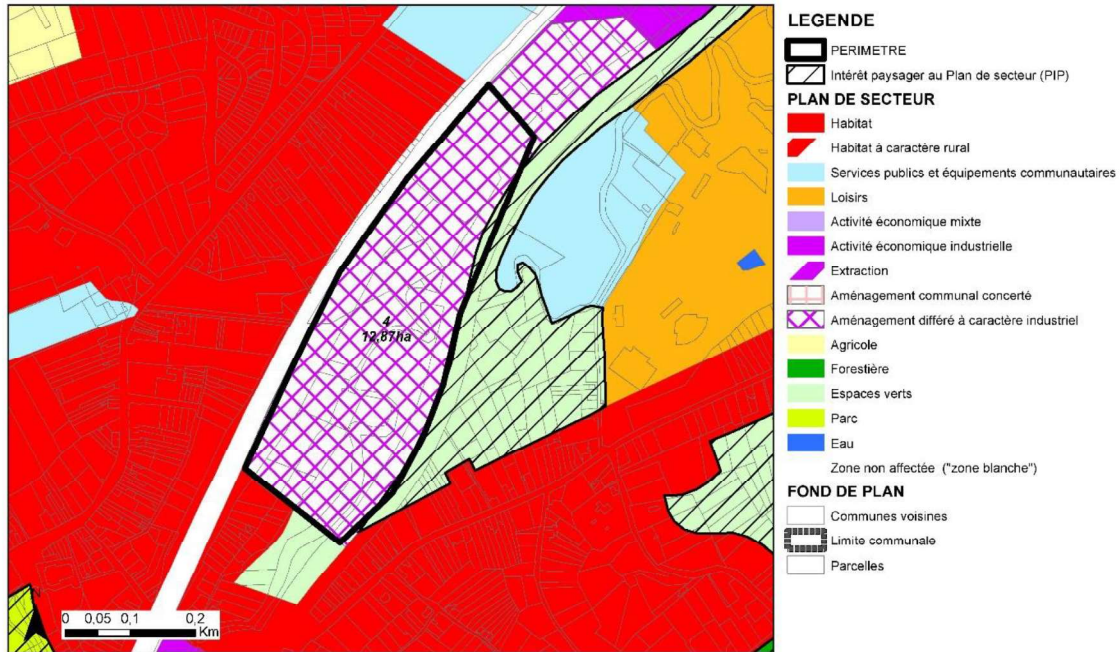 LEGENDE
PERIMETRE
Intérêt paysager au Plan de secteur (PIP)
PLAN DE SECTEUR
Habitat
Habitat à caractère rural
Services publics et équipements communautaires
Loisirs
Activité économique mixte
Activité économique industrielle
Extraction
Aménagement communal concerté
Aménagement différé à caractère industriel
Agricole
Forestière
Espaces verts
Parc
Eau
Zone non affectée ("zone blanche")
FOND DE PLAN
Communes voisines
Limite communale
Parcelles
4
12,87ha
N
0 0,05 0,1 0,2
Km